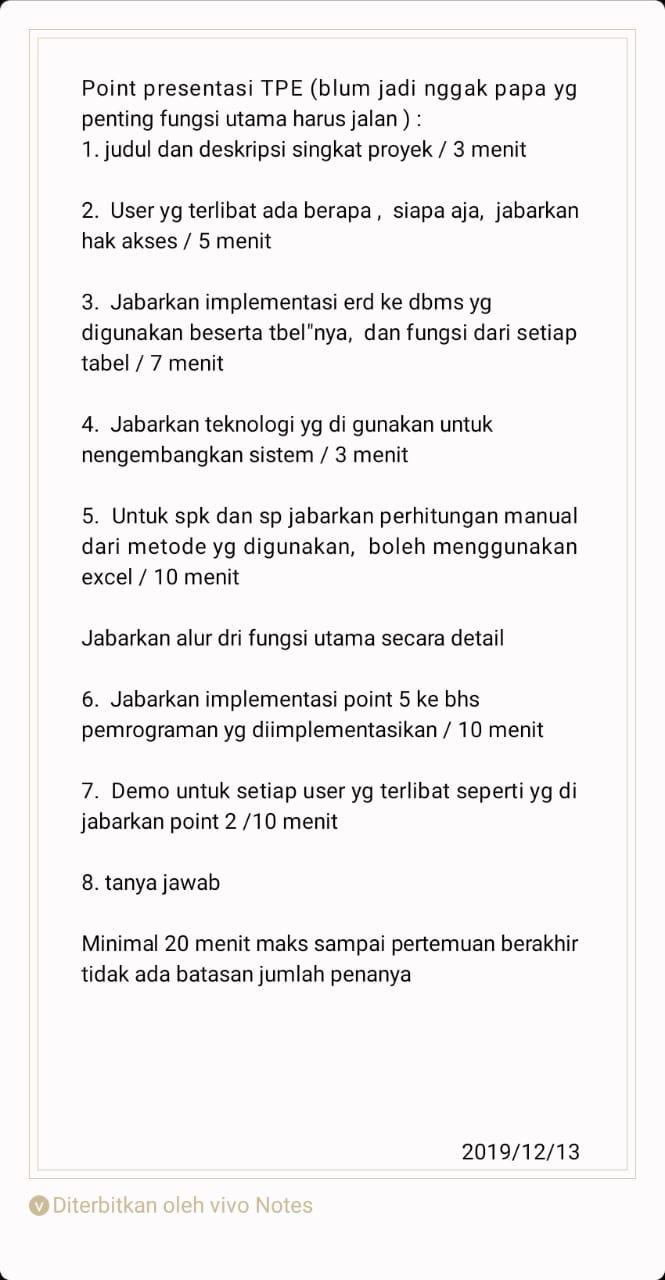 Point presentasi TPE (blum jadi nggak papa yg
penting fungsi utama harus jalan ) :
1. judul dan deskripsi singkat proyek / 3 menit
2. User yg terlibat ada berapa , siapa aja, jabarkan
hak akses / 5 menit
3. Jabarkan implementasi erd ke dbms yg
digunakan beserta tbel"nya, dan fungsi dari setiap
tabel / 7 menit
4. Jabarkan teknologi yg di gunakan untuk
nengembangkan sistem / 3 menit
5. Untuk spk dan sp jabarkan perhitungan manual
dari metode yg digunakan, boleh menggunakan
excel / 10 menit
Jabarkan alur dri fungsi utama secara detail
6. Jabarkan implementasi point 5 ke bhs
pemrograman yg diimplementasikan / 10 menit
7. Demo untuk setiap user yg terlibat seperti yg di
jabarkan point 2 /10 menit
8. tanya jawab
Minimal 20 menit maks sampai pertemuan berakhir
tidak ada batasan jumlah penanya
2019/12/13
Diterbitkan oleh vivo Notes